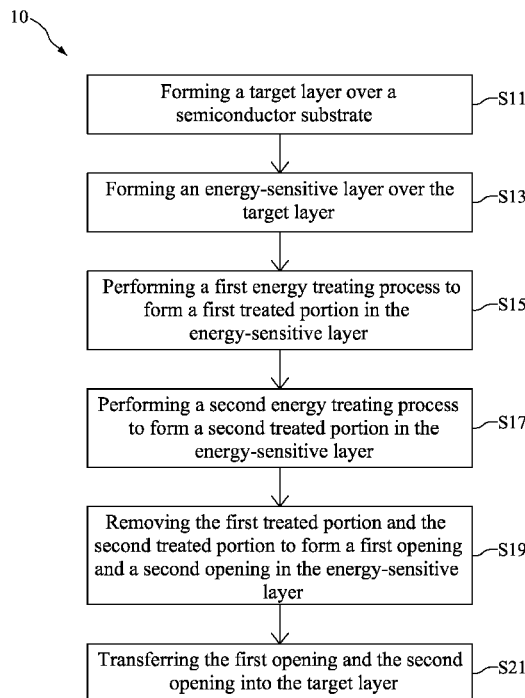 10
Forming a target layer over a
semiconductor substrate
S11
Forming an energy-sensitive layer over the
target layer
S13
Performing a first energy treating process to
form a first treated portion in the
energy-sensitive layer
S15
Performing a second energy treating process
to form a second treated portion in the
energy-sensitive layer
S17
Removing the first treated portion and the
second treated portion to form a first opening
and a second opening in the energy-sensitive
layer
S19
Transferring the first opening and the second
opening into the target layer
S21